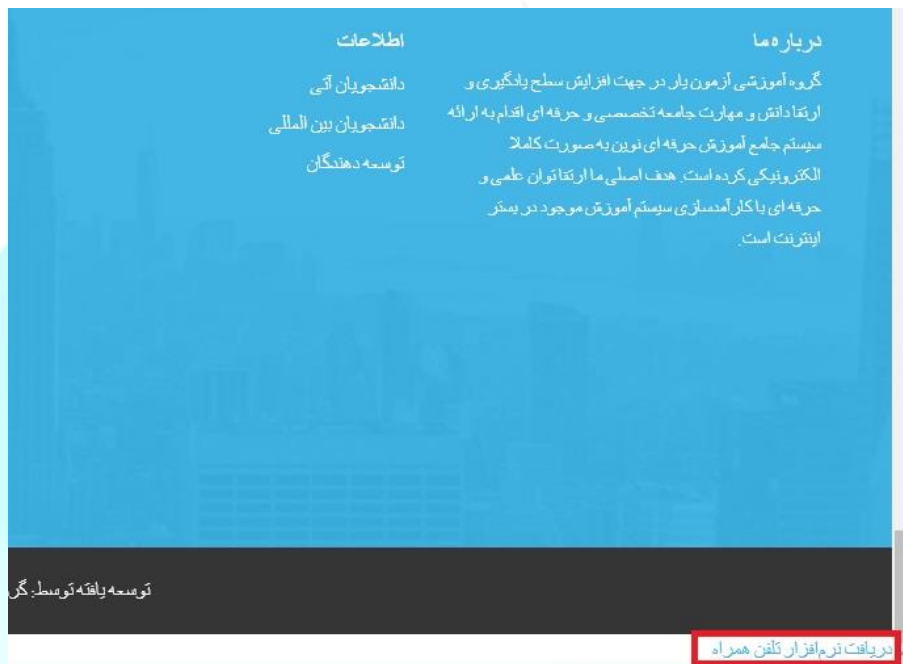 درباره ما
گروه آموزشی آزمون یار در جهت افزایش سطح یادگیری و
ارتقا دانش و مهارت جامعه تخصصی و حرفه ای اقدام به ارائه
سیستم جامع آموزش حرفه ای نوین به صورت کاملا
الکترونیکی کرده است. هدف اصلی ما ارتقا توان علمی و
حرفه ای با کارآمدسازی سیستم آموزش موجود در بستر
اینترنت است.
اطلاعات
دانشجویان آتی
دانشجویان بین المللی
توسعه دهندگان
توسعه یافته توسط: گر
دریافت نرم‌افزار تلفن همراه